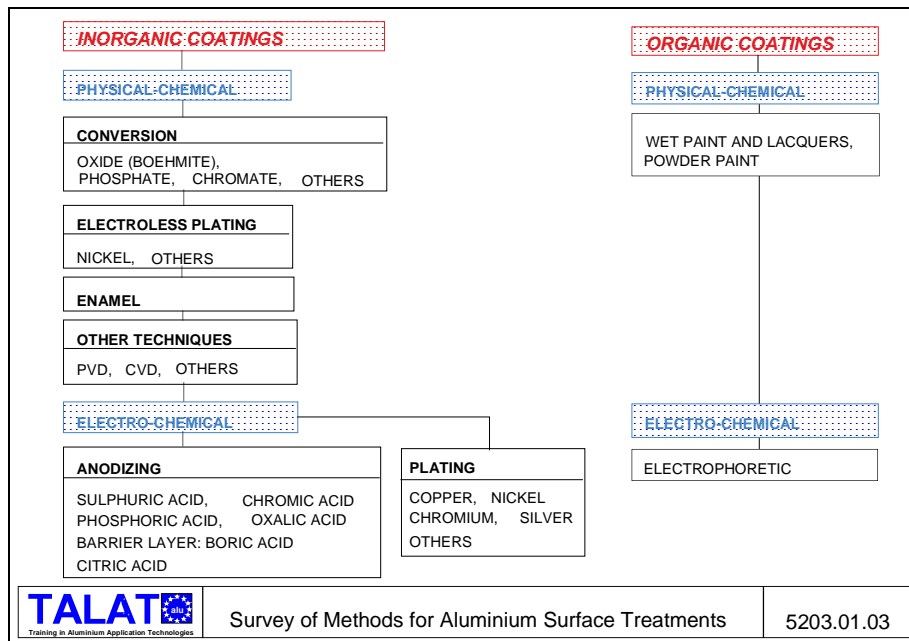 INORGANIC COATINGS
PHYSICAL-CHEMICAL
CONVERSION
OXIDE (BOEHMITE),
PHOSPHATE, CHROMATE, OTHERS
ELECTROLESS PLATING
NICKEL, OTHERS
ENAMEL
OTHER TECHNIQUES
PVD, CVD, OTHERS
ELECTRO-CHEMICAL
ANODIZING
SULPHURIC ACID, CHROMIC ACID
PHOSPHORIC ACID, OXALIC ACID
BARRIER LAYER: BORIC ACID
CITRIC ACID
PLATING
COPPER, NICKEL
CHROMIUM, SILVER
OTHERS
ORGANIC COATINGS
PHYSICAL-CHEMICAL
WET PAINT AND LACQUERS,
POWDER PAINT
ELECTRO-CHEMICAL
ELECTROPHORETIC
TALAT
alu
Training in Aluminium Application Technologies
Survey of Methods for Aluminium Surface Treatments
5203.01.03